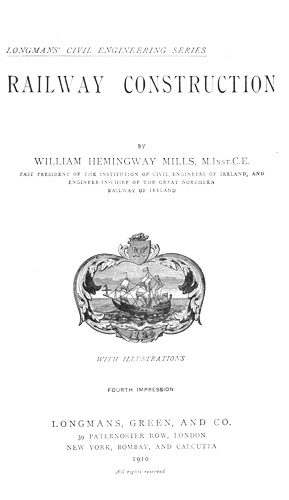 LONGMANS' CIVIL ENGINEERING SERIES
RAILWAY CONSTRUCTION
BY
WILLIAM HEMINGWAY MILLS, M.INST.C.E.
PAST PRESIDENT OF THE INSTITUTION OF CIVIL ENGINEERS OF IRELAND, AND
ENGINEER-IN-CHIEF OF THE GREAT NORTHERN
RAILWAY OF IRELAND
1724
WITH ILLUSTRATIONS
FOURTH IMPRESSION
LONGMANS, GREEN, AND CO.
39 PATERNOSTER ROW, LONDON
NEW YORK, BOMBAY, AND CALCUTTA
1910
All rights reserved